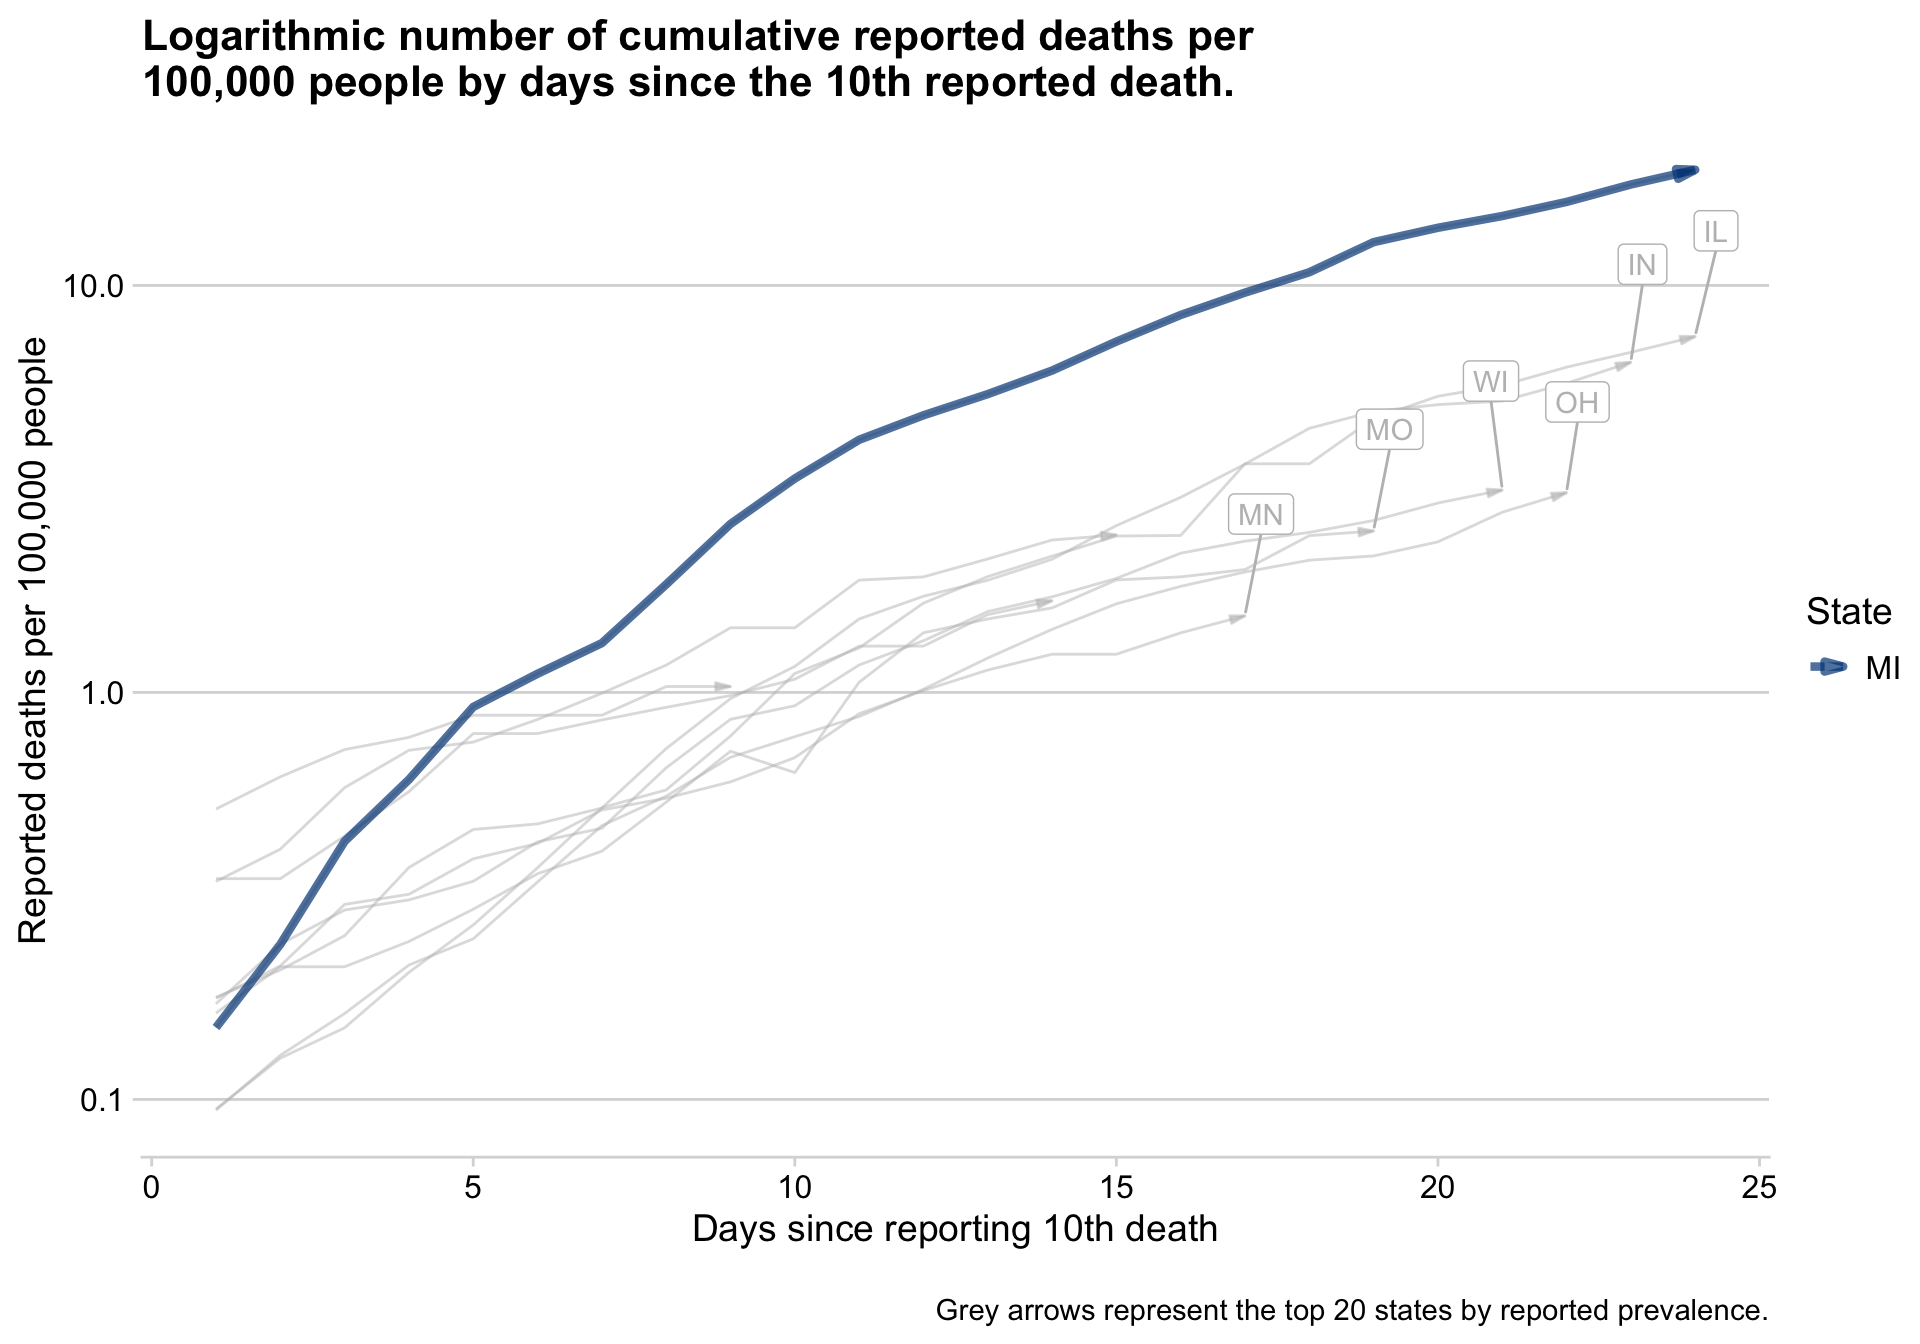 Logarithmic number of cumulative reported deaths per
100,000 people by days since the 10th reported death.
Reported deaths per 100,000 people
10.0
1.0
0.1
IL
IN
WI
OH
MO
MN
State
MI
0 5 10 15 20 25
Days since reporting 10th death
Grey arrows represent the top 20 states by reported prevalence.